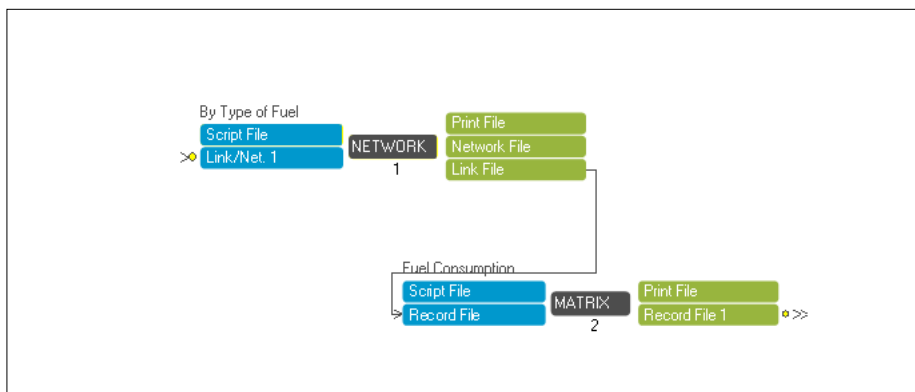 By Type of Fuel
Script File
Link/Net. 1
NETWORK
1
Print File
Network File
Link File
Fuel Consumption
Script File
Record File
MATRIX
2
Print File
Record File 1